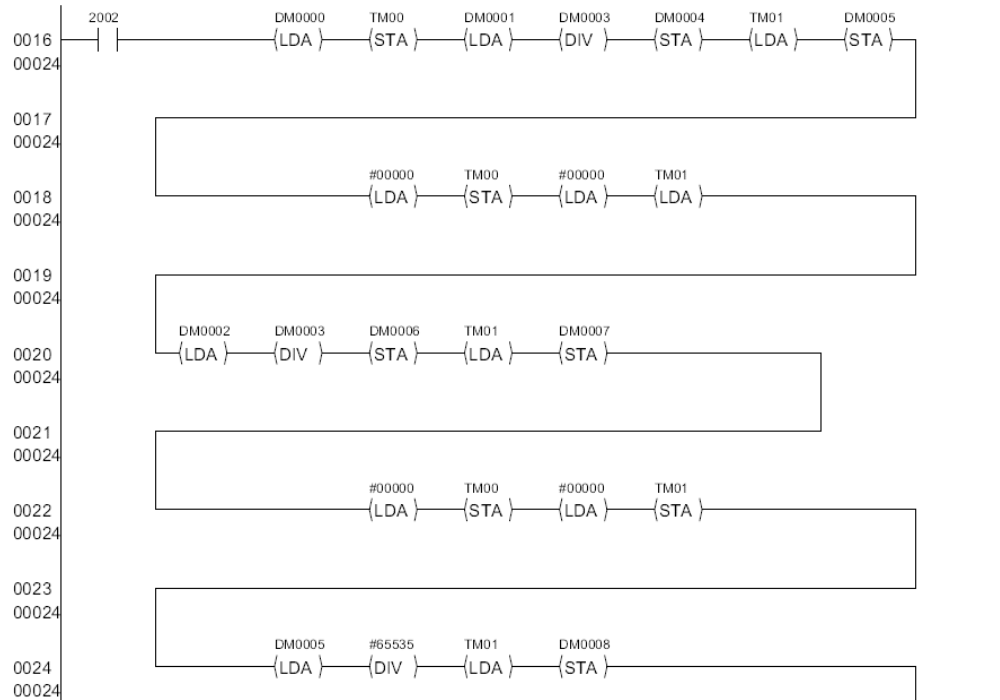 2002 DM0000 TM00 DM0001 DM0003 DM0004 TM01 DM0005
0016 LDA STA LDA DIV STA LDA STA
00024
0017
00024
#00000 TM00 #00000 TM01
0018 LDA STA LDA LDA
00024
0019
00024
DM0002 DM0003 DM0006 TM01 DM0007
0020 LDA DIV STA LDA STA
00024
0021
00024
#00000 TM00 #00000 TM01
0022 LDA STA LDA STA
00024
0023
00024
DM0005 #65535 TM01 DM0008
0024 LDA DIV LDA STA
00024